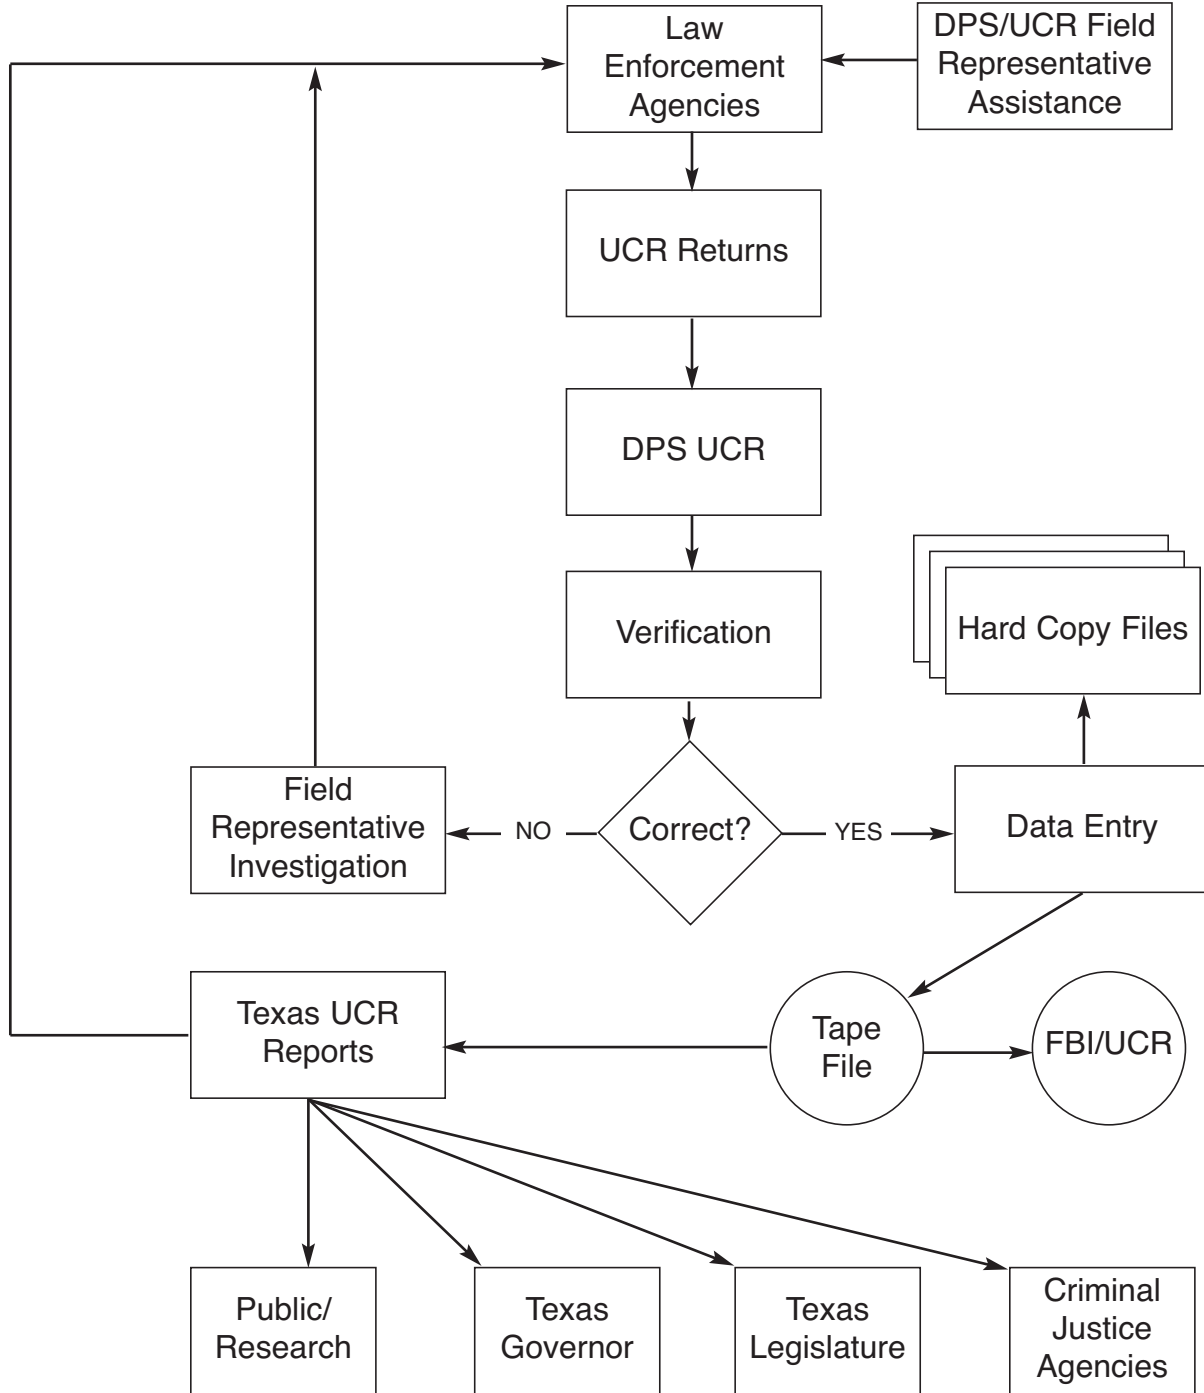 Law
Enforcement
Agencies
DPS/UCR Field
Representative
Assistance
UCR Returns
DPS UCR
Verification
Hard Copy Files
Field
Representative
Investigation
NO
Correct?
YES
Data Entry
Texas UCR
Reports
Tape
File
FBI/UCR
Public/
Research
Texas
Governor
Texas
Legislature
Criminal
Justice
Agencies